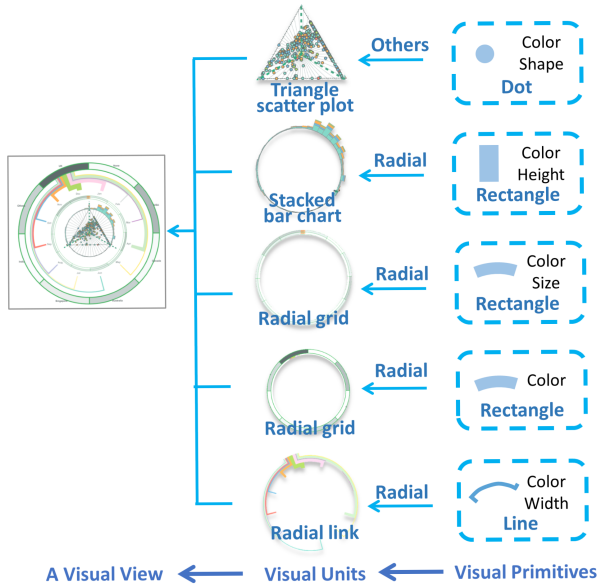 Others
Color
Shape
Dot
Triangle
scatter plot
Radial
Color
Height
Rectangle
Stacked
bar chart
Radial
Color
Size
Rectangle
Radial grid
Radial
Color
Rectangle
Radial grid
Radial
Color
Width
Line
Radial link
A Visual View
Visual Units
Visual Primitives